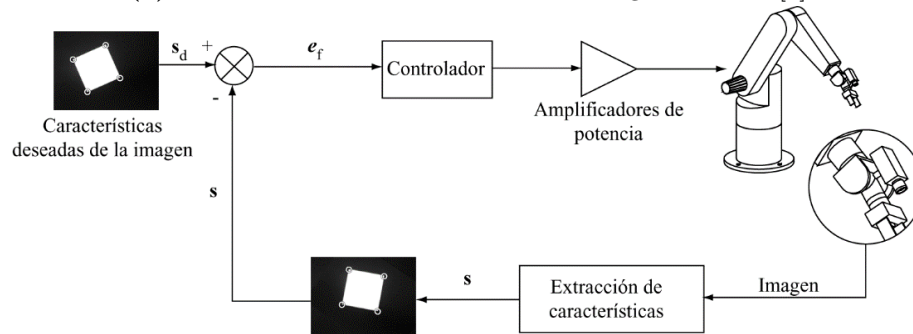 s_d
+
-
e_f
Controlador
Amplificadores de
potencia
Características
deseadas de la imagen
s
s
Extracción de
características
Imagen